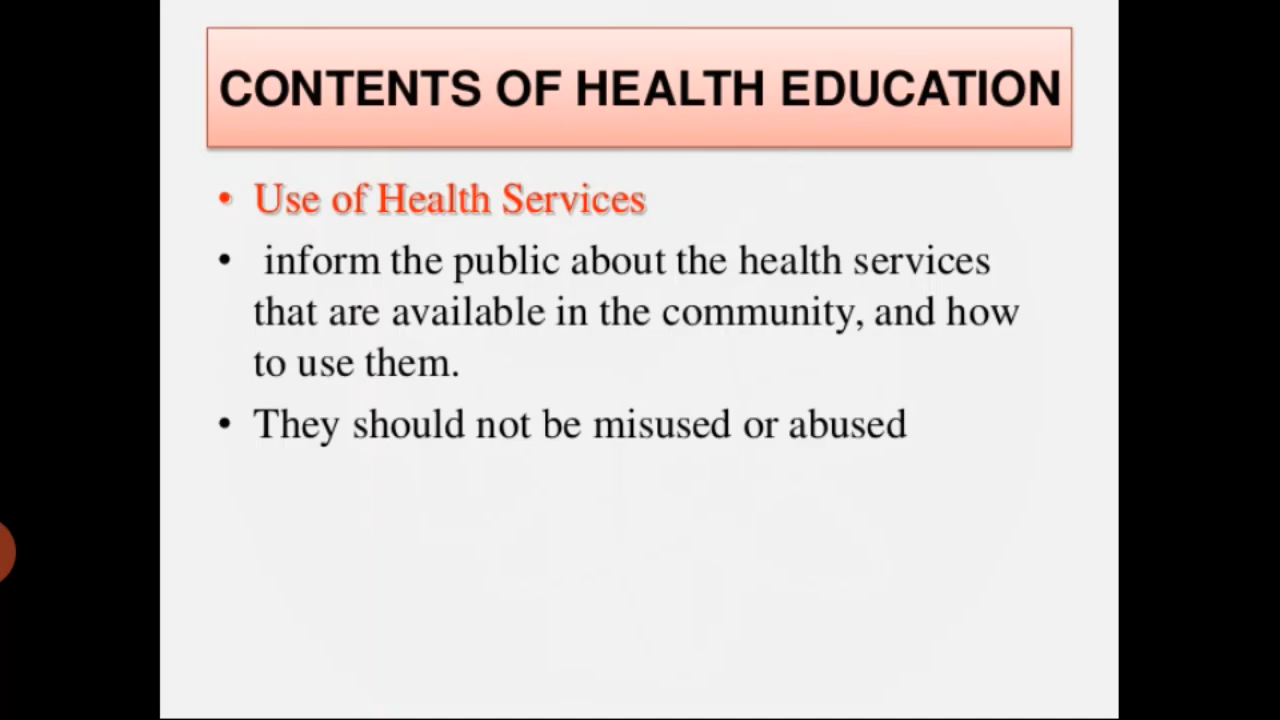 CONTENTS OF HEALTH EDUCATION
• Use of Health Services
• inform the public about the health services
that are available in the community, and how
to use them.
• They should not be misused or abused